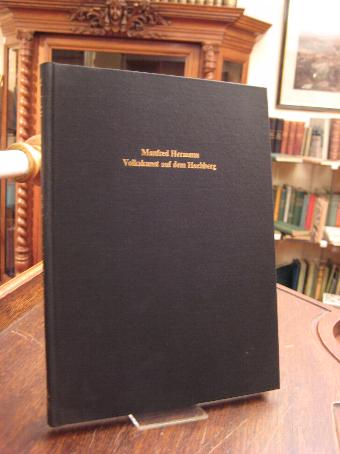 Manfred Hermann
Volkskunst auf dem Hochberg